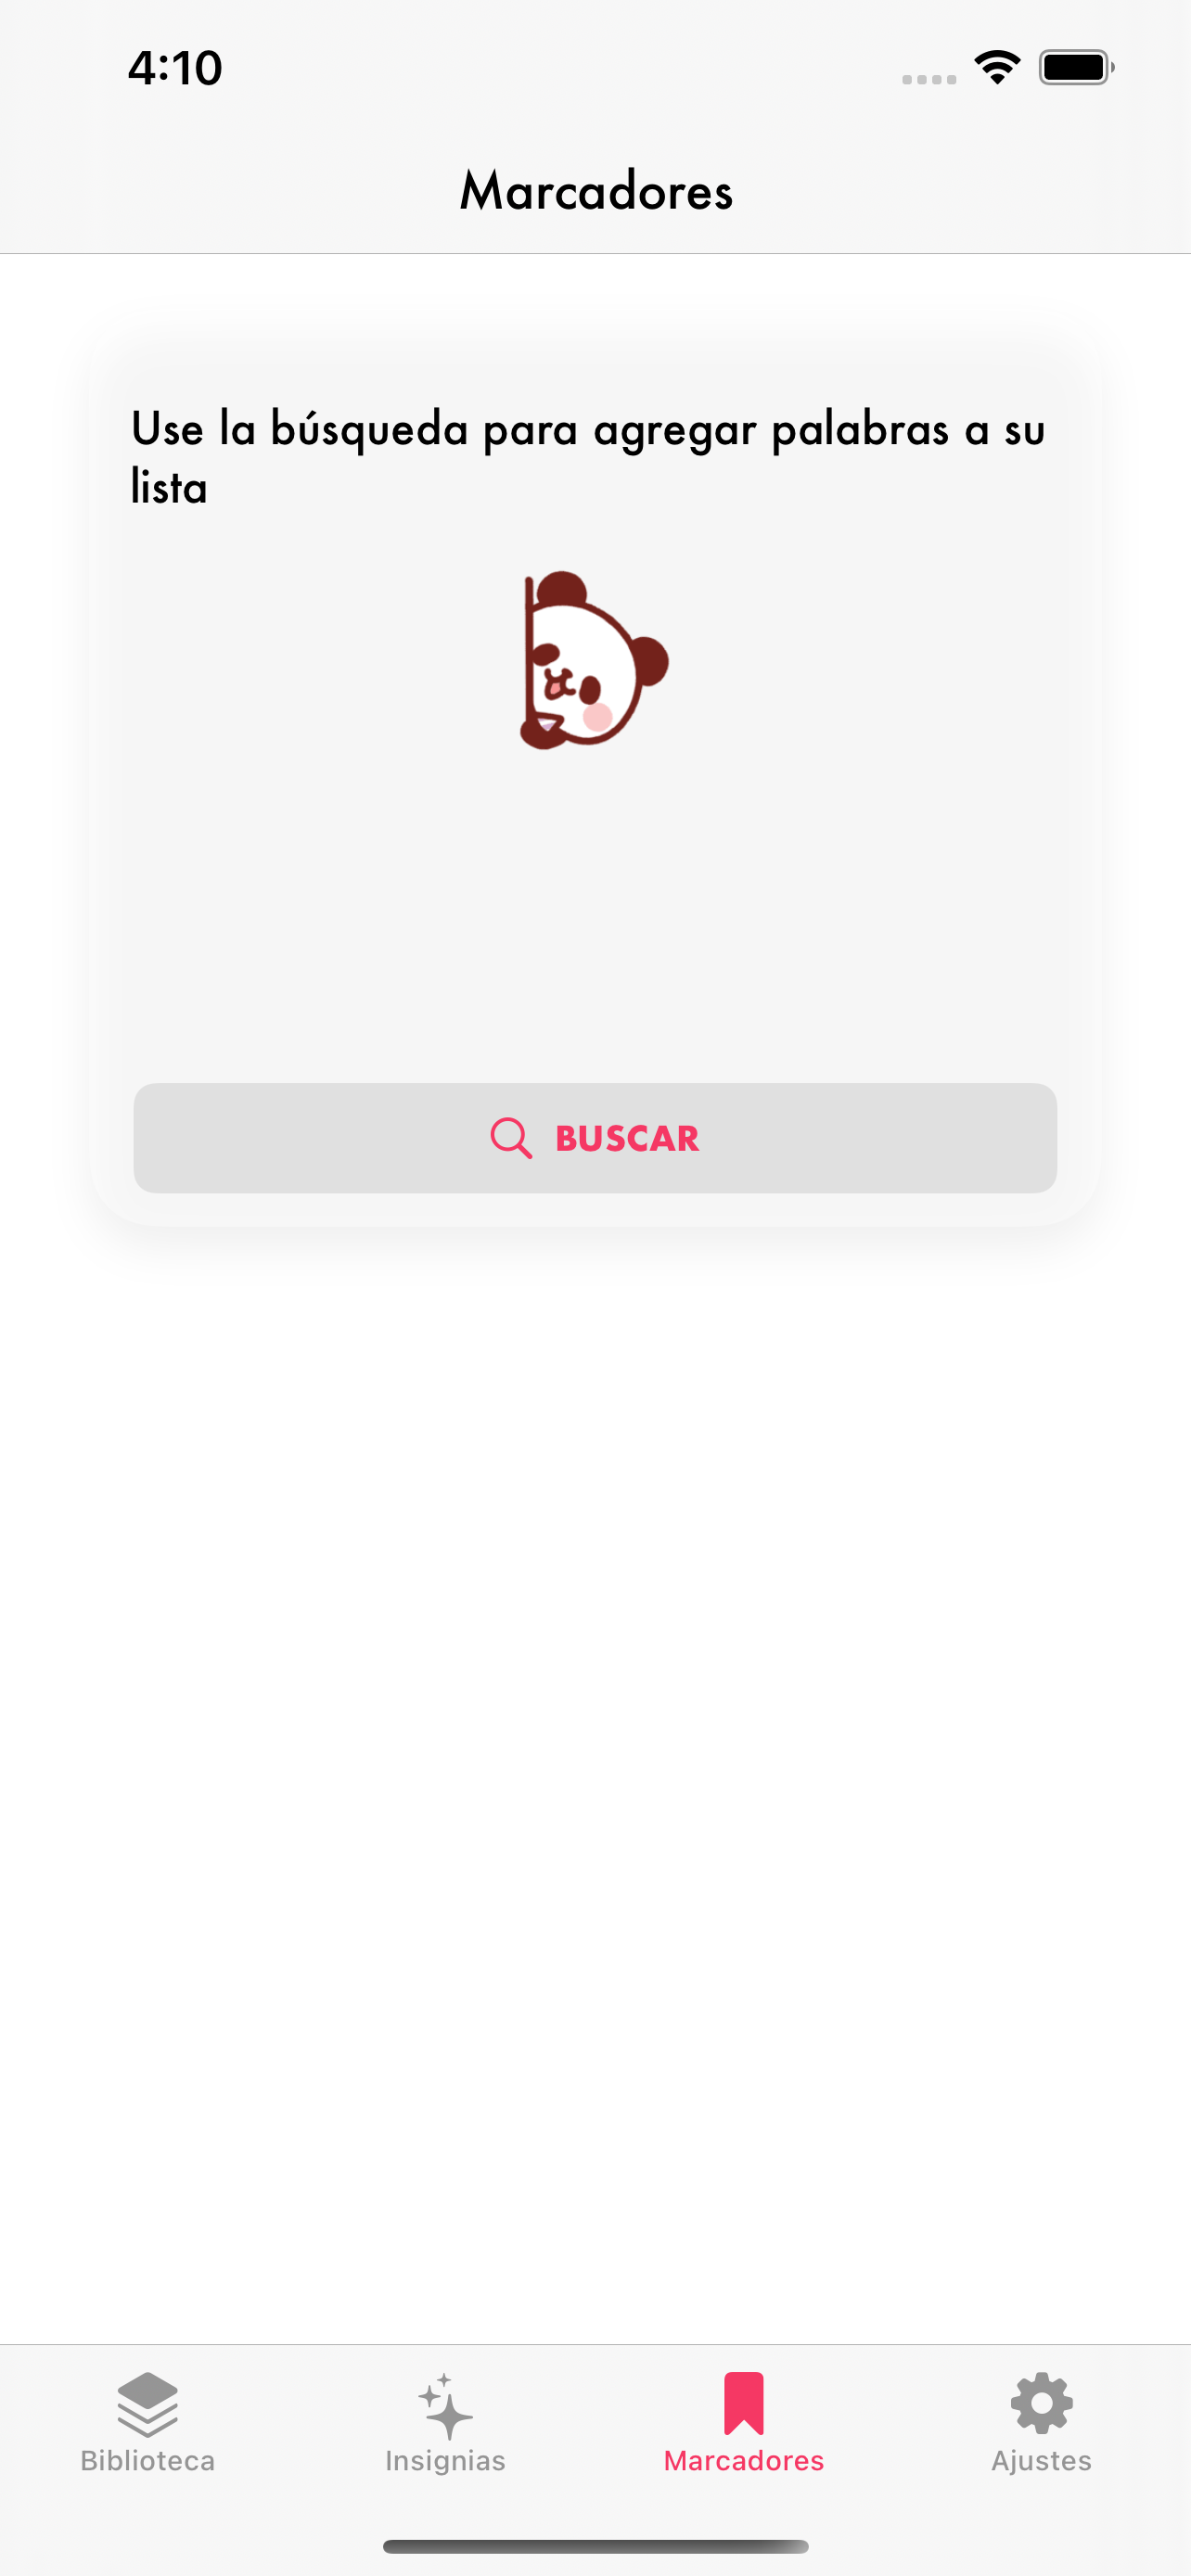 4:10
Marcadores
Use la búsqueda para agregar palabras a su
lista
BUSCAR
Biblioteca
Insignias
Marcadores
Ajustes